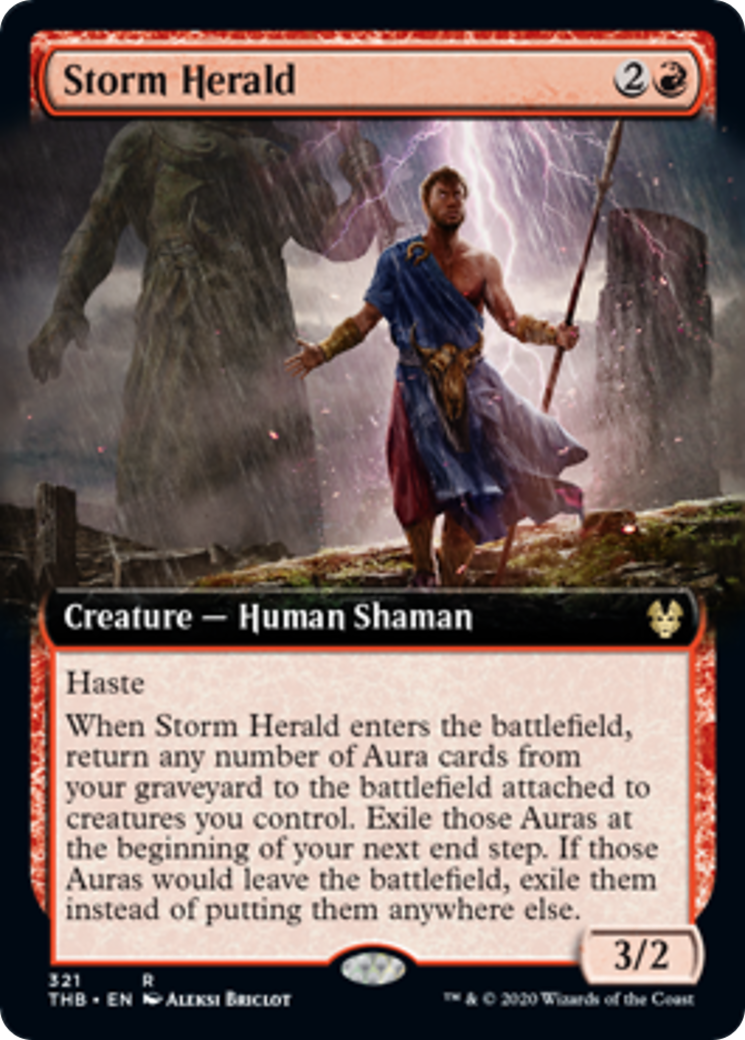 Storm Herald 2
Creature — Human Shaman
Haste
When Storm Herald enters the battlefield,
return any number of Aura cards from
your graveyard to the battlefield attached to
creatures you control. Exile those Auras at
the beginning of your next end step. If those
Auras would leave the battlefield, exile them
instead of putting them anywhere else.
3/2
321 R
THB • EN Aleksi Briclot
™ & © 2020 Wizards of the Coast